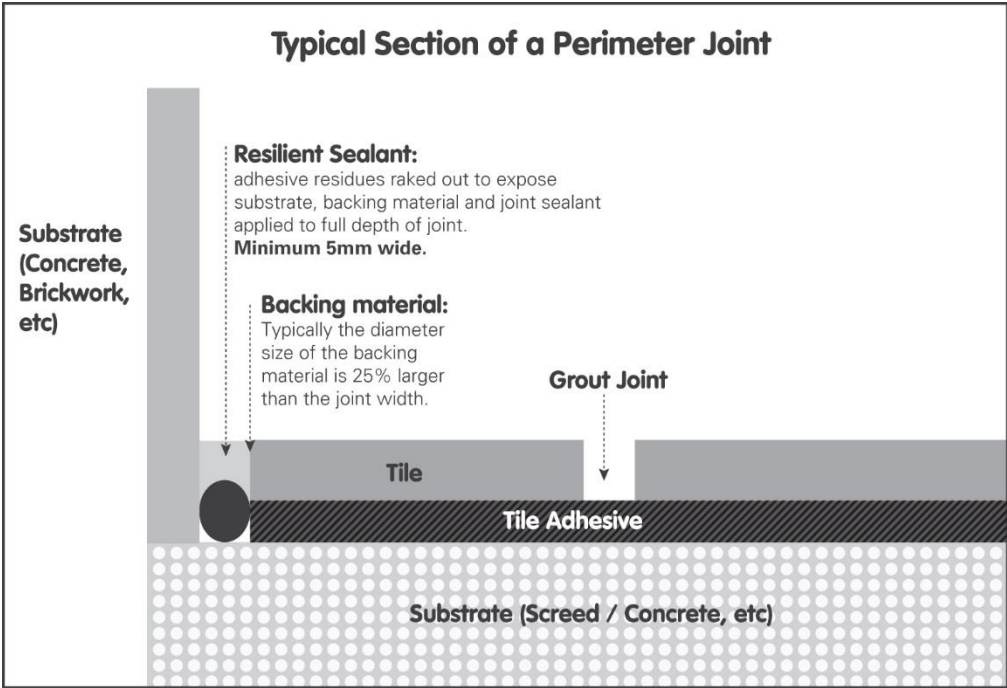 Typical Section of a Perimeter Joint
Resilient Sealant:
adhesive residues raked out to expose
substrate, backing material and joint sealant
applied to full depth of joint.
Minimum 5mm wide.
Substrate
(Concrete,
Brickwork,
etc)
Backing material:
Typically the diameter
size of the backing
material is 25% larger
than the joint width.
Grout Joint
Tile
Tile Adhesive
Substrate (Screed / Concrete, etc)